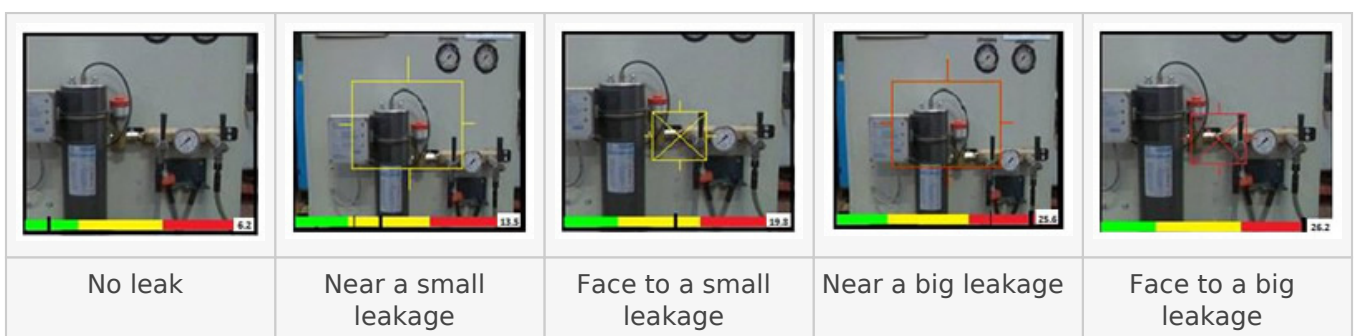 6.2
13.5
19.8
25.6
26.2
No leak
Near a small
leakage
Face to a small
leakage
Near a big leakage
Face to a big
leakage